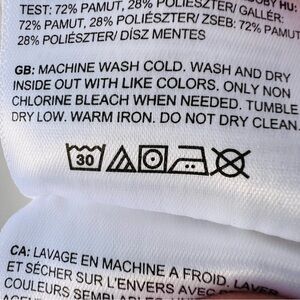 TEST: 72% PAMUT, 28% POLIÉSZTER/ GALLÉR:
72% PAMUT, 28% POLIÉSZTER/ ZSEB: 72% PAMUT
28% POLIÉSZTER/ DÍSZ MENTES
GB: MACHINE WASH COLD. WASH AND DRY
INSIDE OUT WITH LIKE COLORS. ONLY NON
CHLORINE BLEACH WHEN NEEDED. TUMBLE
DRY LOW. WARM IRON. DO NOT DRY CLEAN.
30
CA: LAVAGE EN MACHINE A FROID. LAVER
ET SÉCHER SUR L'ENVERS AVEC
COULEURS SEMBLABLES